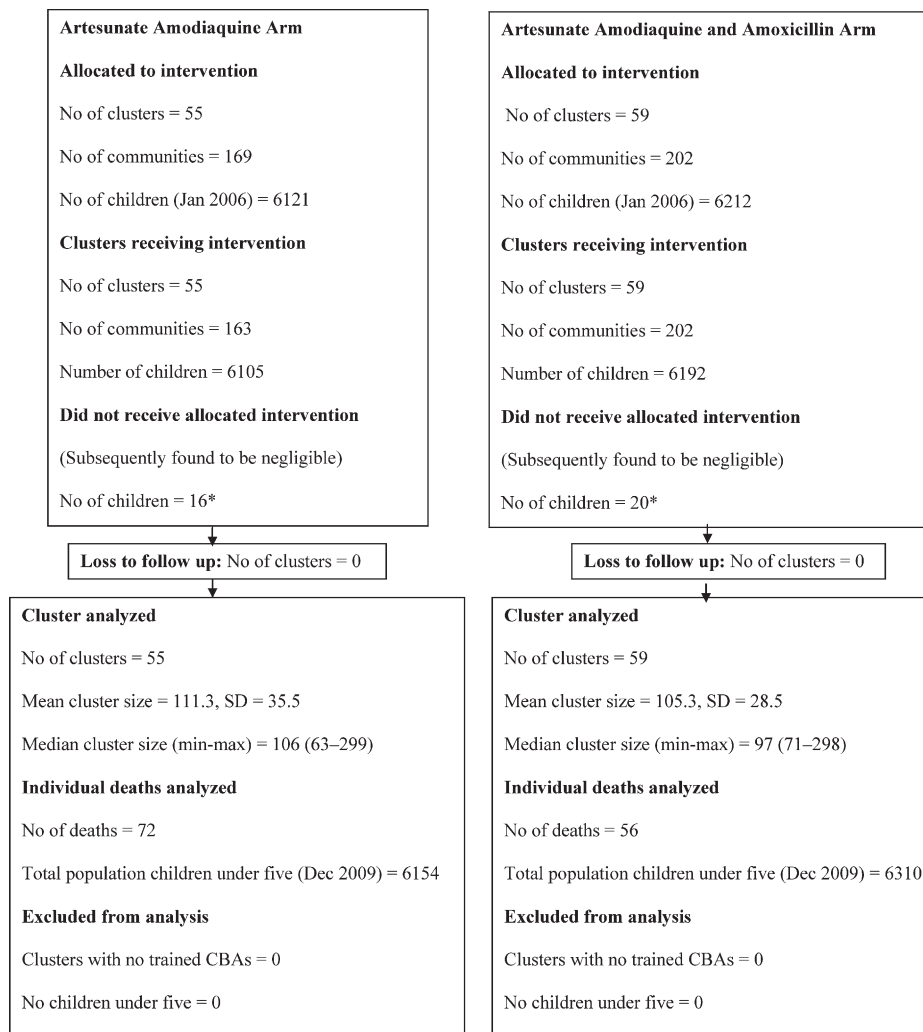 Artesunate Amodiaquine Arm
Allocated to intervention
No of clusters = 55
No of communities = 169
No of children (Jan 2006) = 6121
Clusters receiving intervention
No of clusters = 55
No of communities = 163
Number of children = 6105
Did not receive allocated intervention
(Subsequently found to be negligible)
No of children = 16*
Loss to follow up: No of clusters = 0
Cluster analyzed
No of clusters = 55
Mean cluster size = 111.3, SD = 35.5
Median cluster size (min-max) = 106 (63–299)
Individual deaths analyzed
No of deaths = 72
Total population children under five (Dec 2009) = 6154
Excluded from analysis
Clusters with no trained CBAs = 0
No children under five = 0
Artesunate Amodiaquine and Amoxicillin Arm
Allocated to intervention
No of clusters = 59
No of communities = 202
No of children (Jan 2006) = 6212
Clusters receiving intervention
No of clusters = 59
No of communities = 202
Number of children = 6192
Did not receive allocated intervention
(Subsequently found to be negligible)
No of children = 20*
Loss to follow up: No of clusters = 0
Cluster analyzed
No of clusters = 59
Mean cluster size = 105.3, SD = 28.5
Median cluster size (min-max) = 97 (71–298)
Individual deaths analyzed
No of deaths = 56
Total population children under five (Dec 2009) = 6310
Excluded from analysis
Clusters with no trained CBAs = 0
No children under five = 0